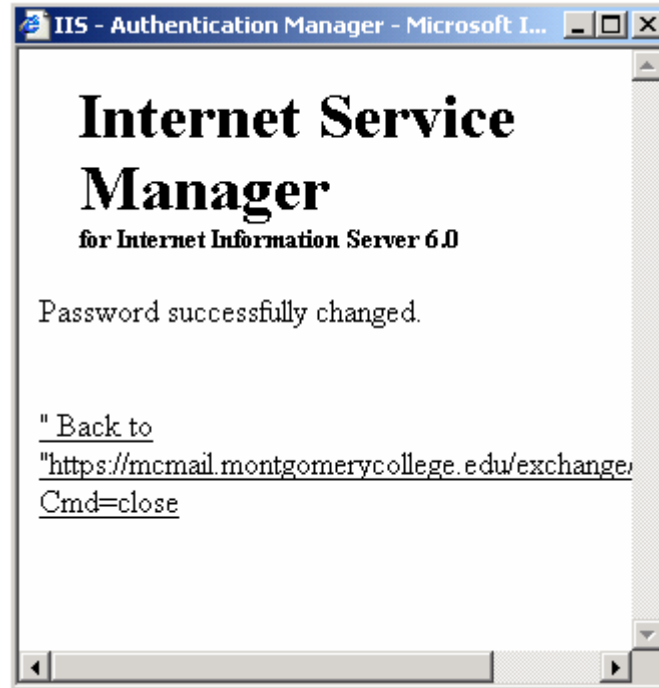 IIS - Authentication Manager - Microsoft I...
Internet Service
Manager
for Internet Information Server 6.0
Password successfully changed.
" Back to
"https://mcmail.montgomerycollege.edu/exchange/
Cmd=close